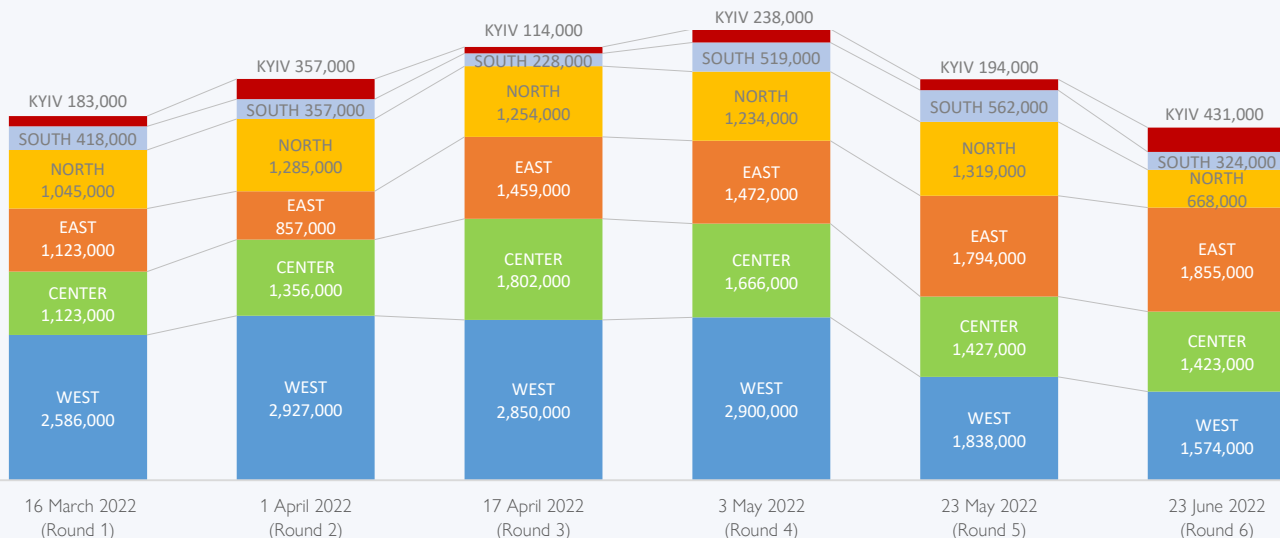 KYIV 183,000
SOUTH 418,000
NORTH
1,045,000
EAST
1,123,000
CENTER
1,123,000
WEST
2,586,000
16 March 2022
(Round 1)
KYIV 357,000
SOUTH 357,000
NORTH
1,285,000
EAST
857,000
CENTER
1,356,000
WEST
2,927,000
1 April 2022
(Round 2)
KYIV 114,000
SOUTH 228,000
NORTH
1,254,000
EAST
1,459,000
CENTER
1,802,000
WEST
2,850,000
17 April 2022
(Round 3)
KYIV 238,000
SOUTH 519,000
NORTH
1,234,000
EAST
1,472,000
CENTER
1,666,000
WEST
2,900,000
3 May 2022
(Round 4)
KYIV 194,000
SOUTH 562,000
NORTH
1,319,000
EAST
1,794,000
CENTER
1,427,000
WEST
1,838,000
23 May 2022
(Round 5)
KYIV 431,000
SOUTH 324,000
NORTH
668,000
EAST
1,855,000
CENTER
1,423,000
WEST
1,574,000
23 June 2022
(Round 6)